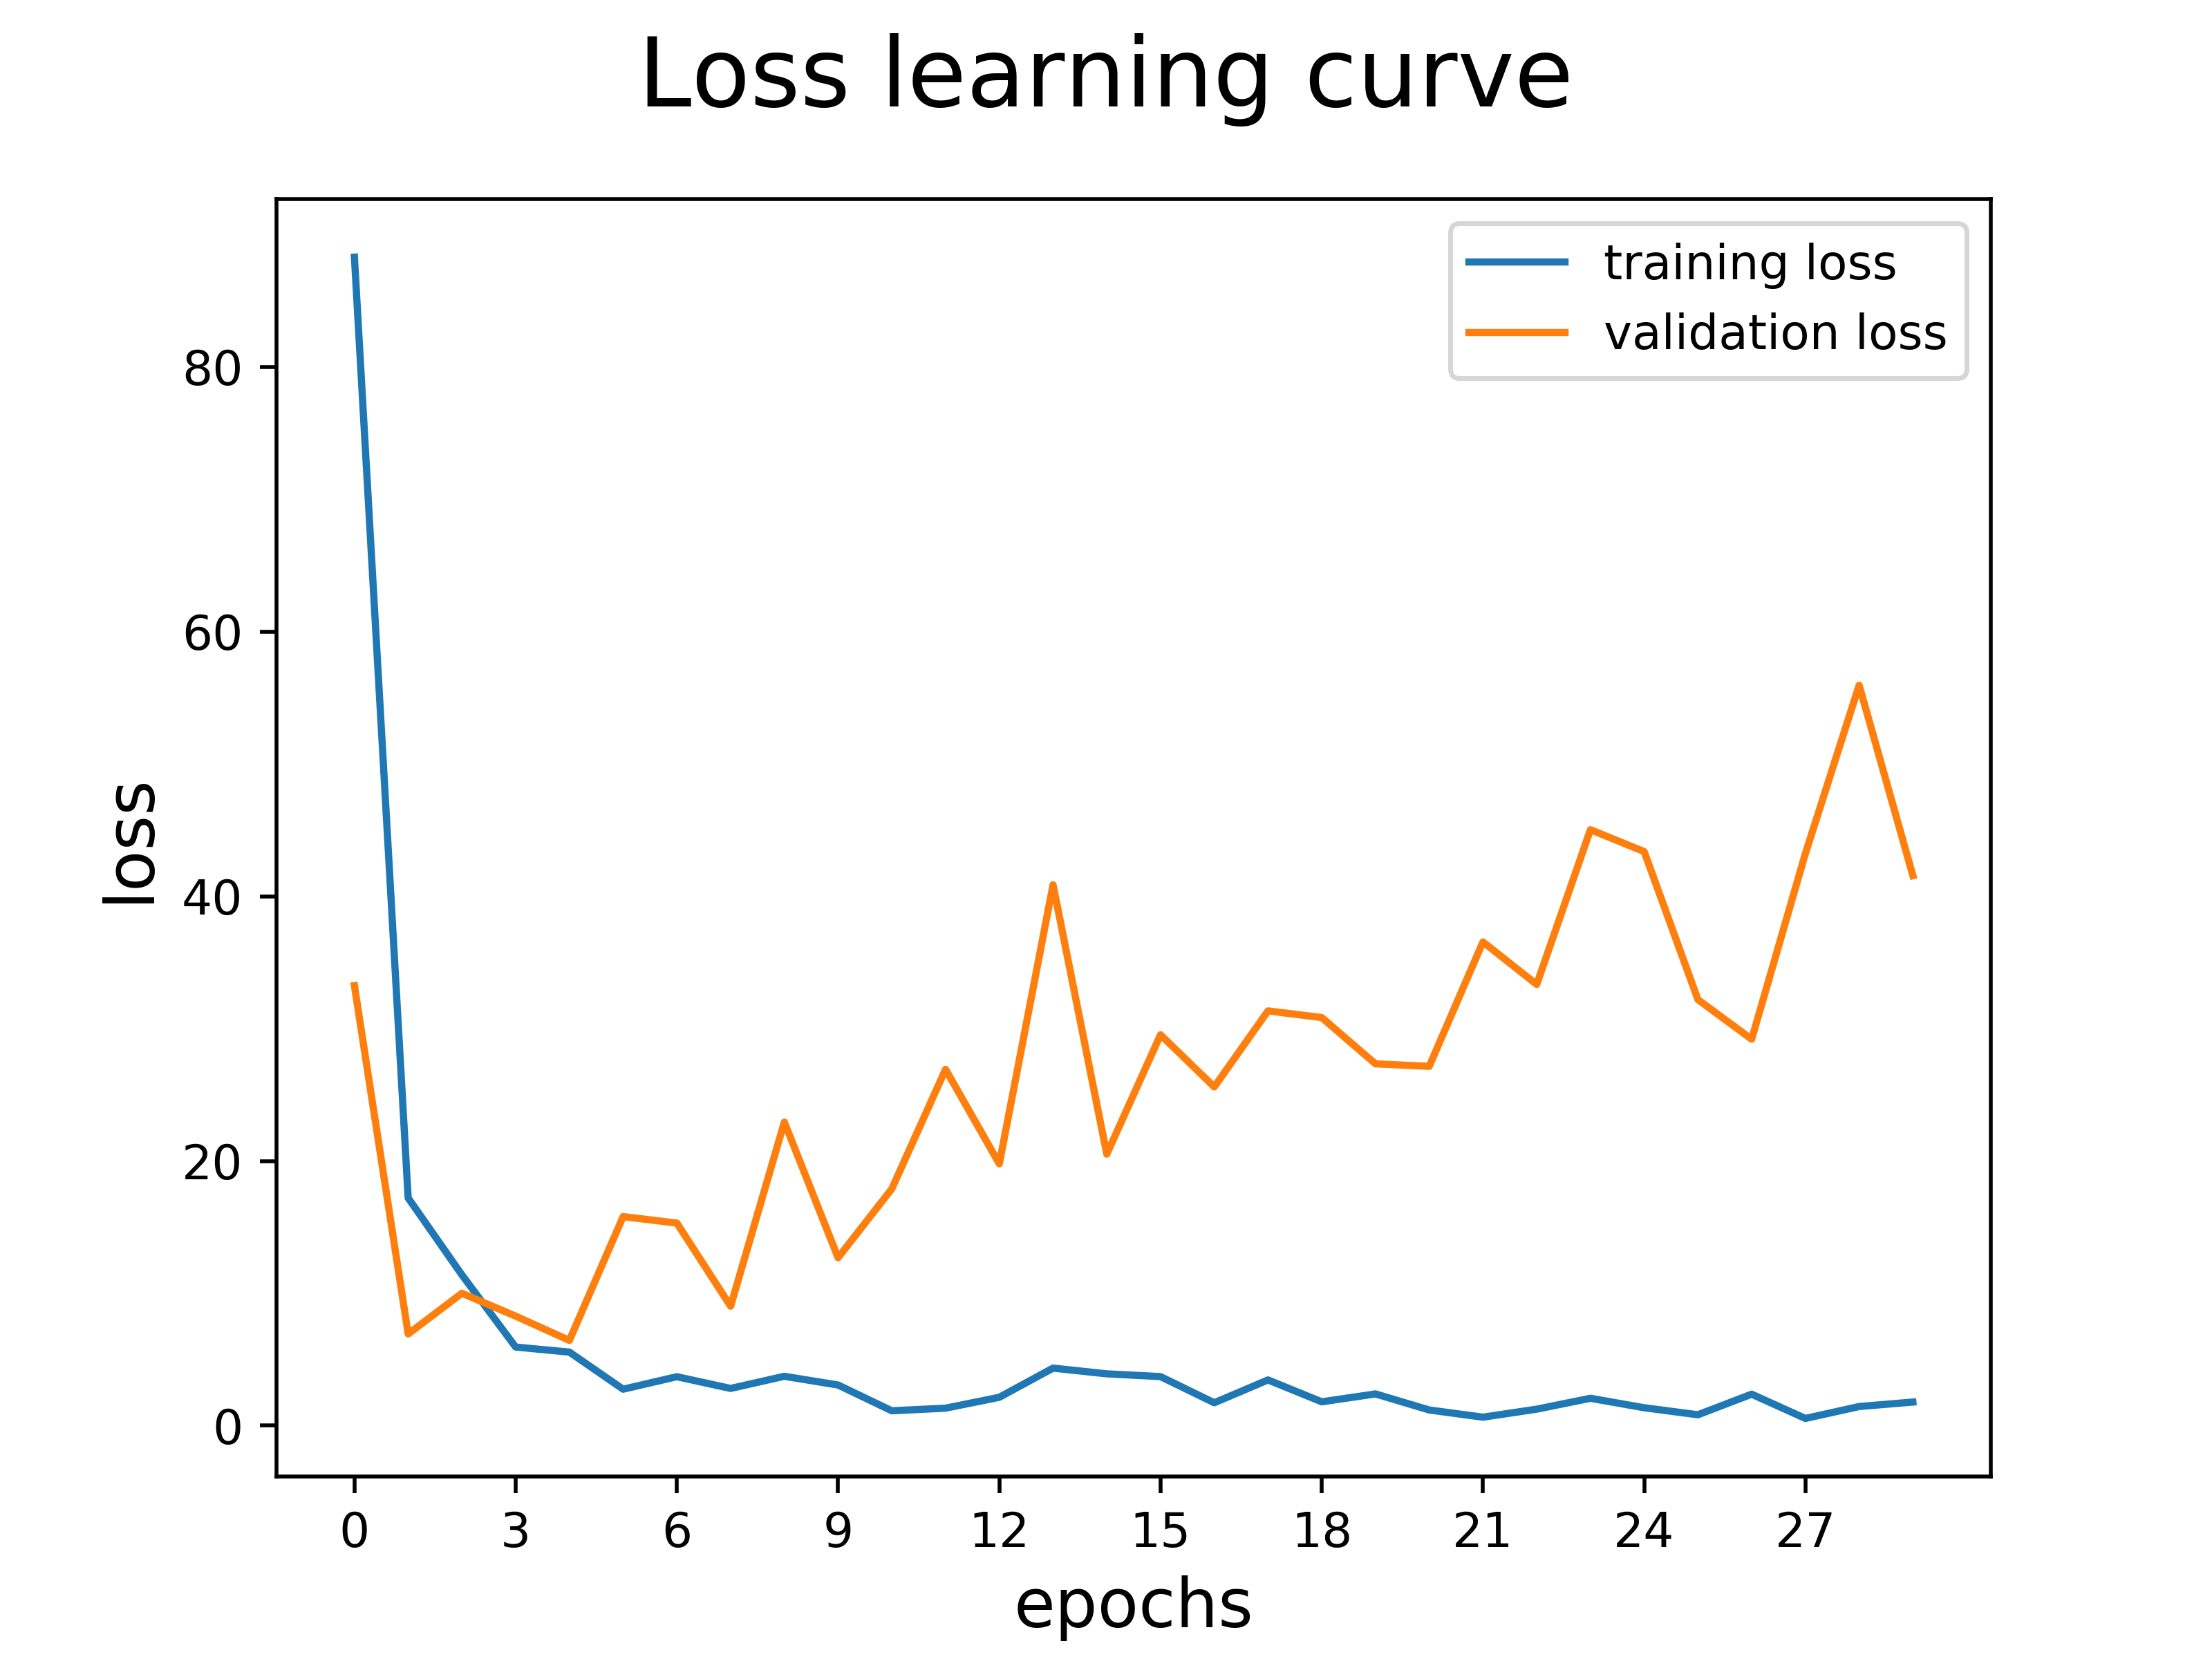 Loss learning curve
training loss
validation loss
80
60
40
20
0
loss
0 3 6 9 12 15 18 21 24 27
epochs